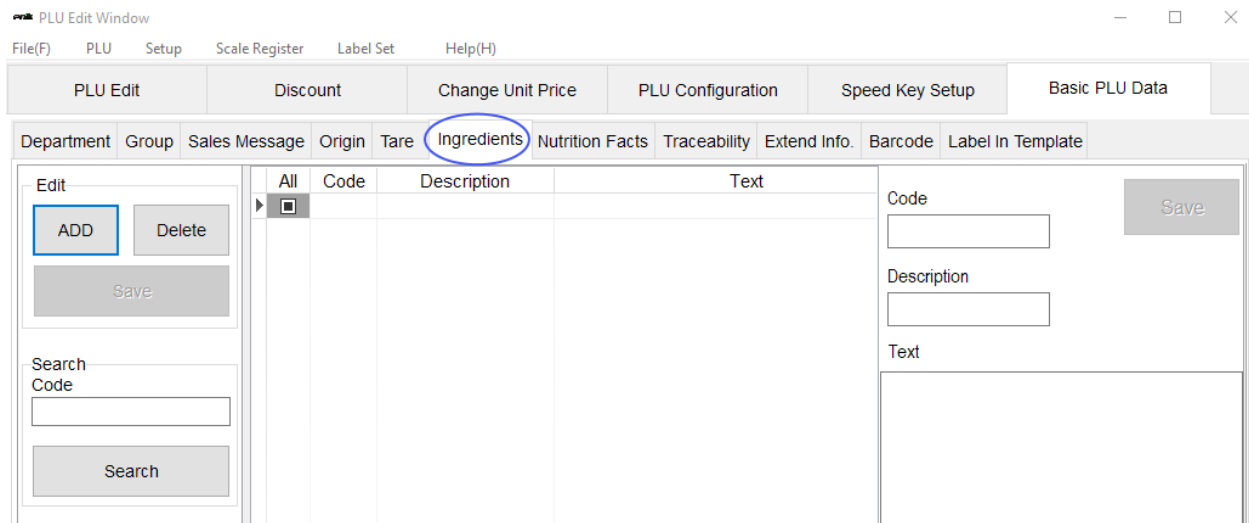 PLU Edit Window
File(F) PLU Setup Scale Register Label Set Help(H)
PLU Edit Discount Change Unit Price PLU Configuration Speed Key Setup Basic PLU Data
Department Group Sales Message Origin Tare Ingredients Nutrition Facts Traceability Extend Info. Barcode Label In Template
Edit
ADD Delete
Save
Search
Code
Search
All Code Description Text
Code
Save
Description
Text